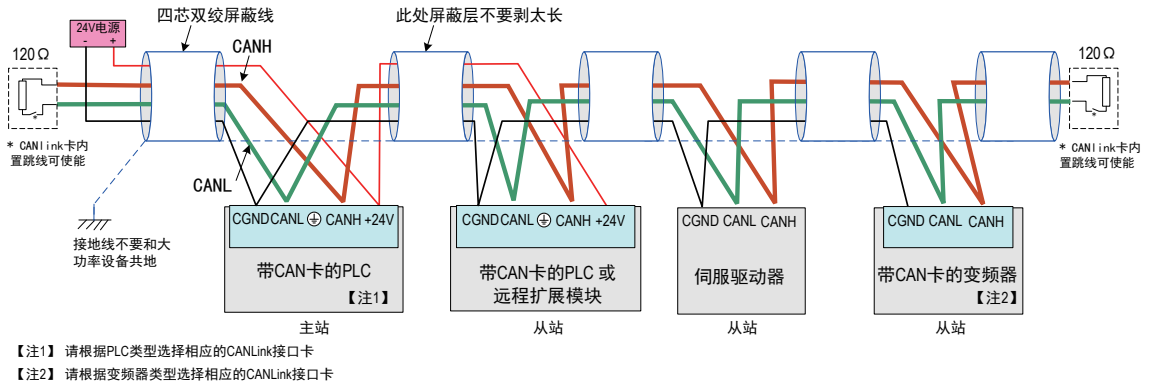 四芯双绞屏蔽线
此处屏蔽层不要剥太长
24V电源
- +
120Ω
CANH
120Ω
*
*
* CANlink卡内
置跳线可使能
* CANlink卡内
置跳线可使能
CANL
接地线不要和大
功率设备共地
CGND CANL CANH +24V
带CAN卡的PLC
【注1】
主站
CGND CANL CANH +24V
带CAN卡的PLC 或
远程扩展模块
从站
CGND CANL CANH
伺服驱动器
从站
CGND CANL CANH
带CAN卡的变频器
【注2】
从站
【注1】 请根据PLC类型选择相应的CANLink接口卡
【注2】 请根据变频器类型选择相应的CANLink接口卡